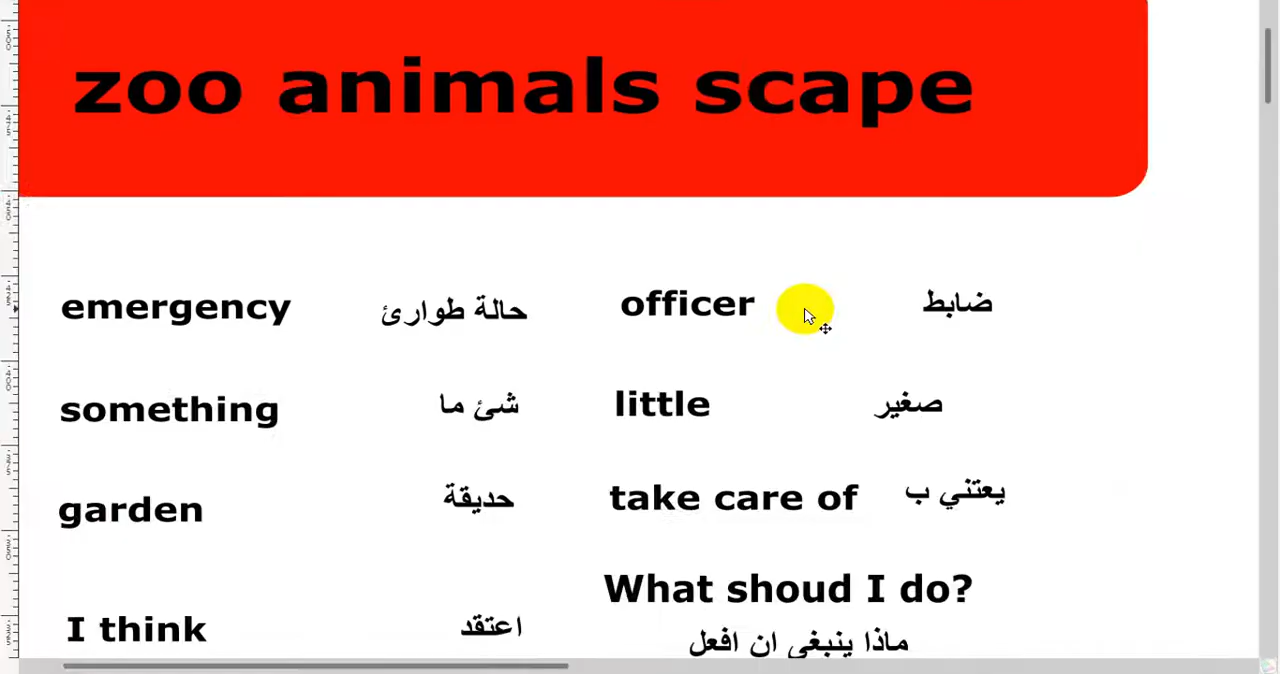 zoo animals scape
emergency حالة طوارئ officer ضابط
something شئ ما little صغير
garden حديقة take care of يعتني ب
What shoud I do?
I think اعتقد
ماذا ينبغي ان افعل